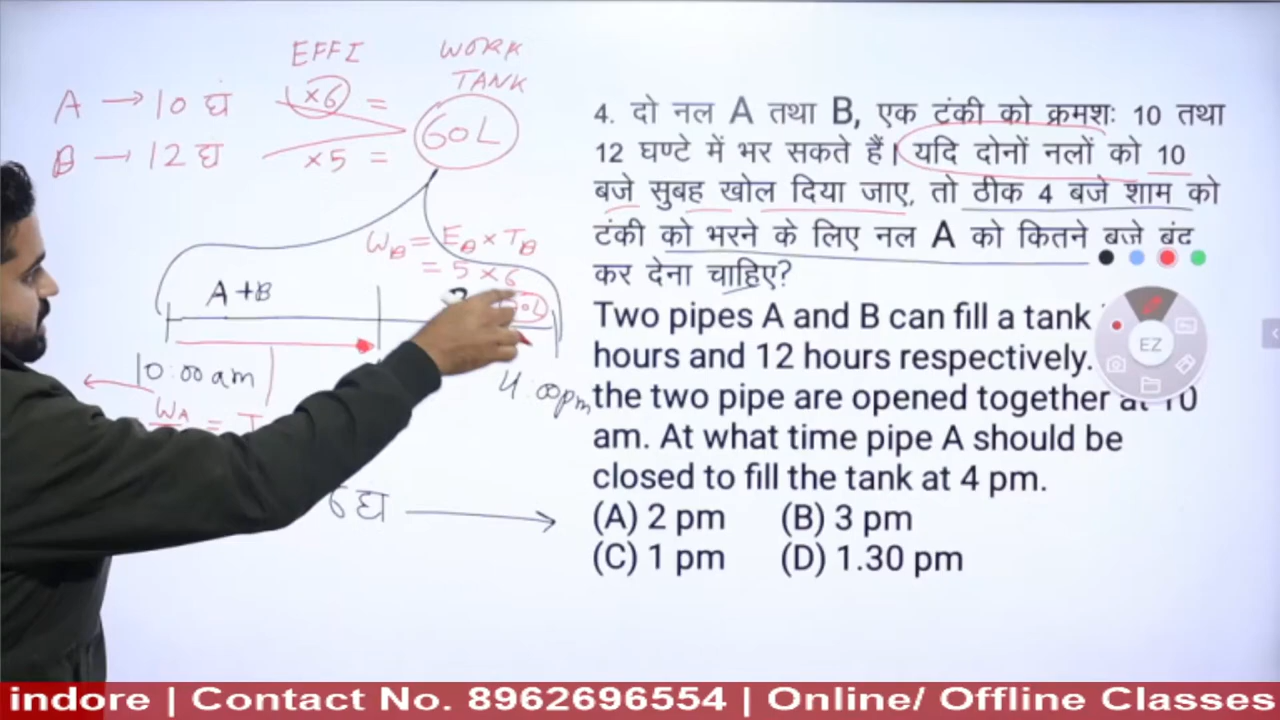 EFFI
WORK
TANK
A → 10 घं 1×6 =
60L
B → 12 घ ×5 =
W_B = E_B × T_B
= 5 × 6
A+B
10:00am
4:00pm
W_A = T
6 घ
4. दो नल A तथा B, एक टंकी को क्रमशः 10 तथा
12 घण्टे में भर सकते हैं। यदि दोनों नलों को 10
बजे सुबह खोल दिया जाए, तो ठीक 4 बजे शाम को
टंकी को भरने के लिए नल A को कितने बजे बंद
कर देना चाहिए?
Two pipes A and B can fill a tank
hours and 12 hours respectively.
the two pipe are opened together at 10
am. At what time pipe A should be
closed to fill the tank at 4 pm.
(A) 2 pm (B) 3 pm
(C) 1 pm (D) 1.30 pm
EZ
indore | Contact No. 8962696554 | Online/ Offline Classes